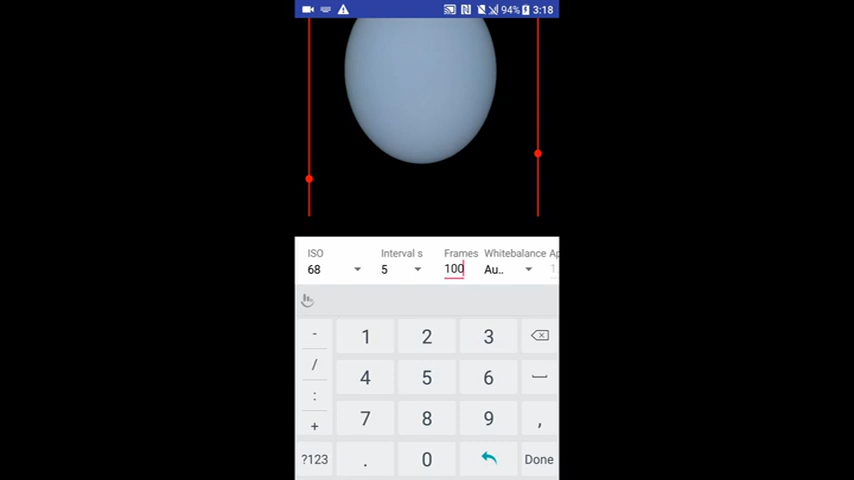 94% 3:18
ISO Interval s Frames Whitebalance Ap
68 5 100 Au..
- 1 2 3
/ 4 5 6
: 7 8 9 ,
+
?123 . 0 Done